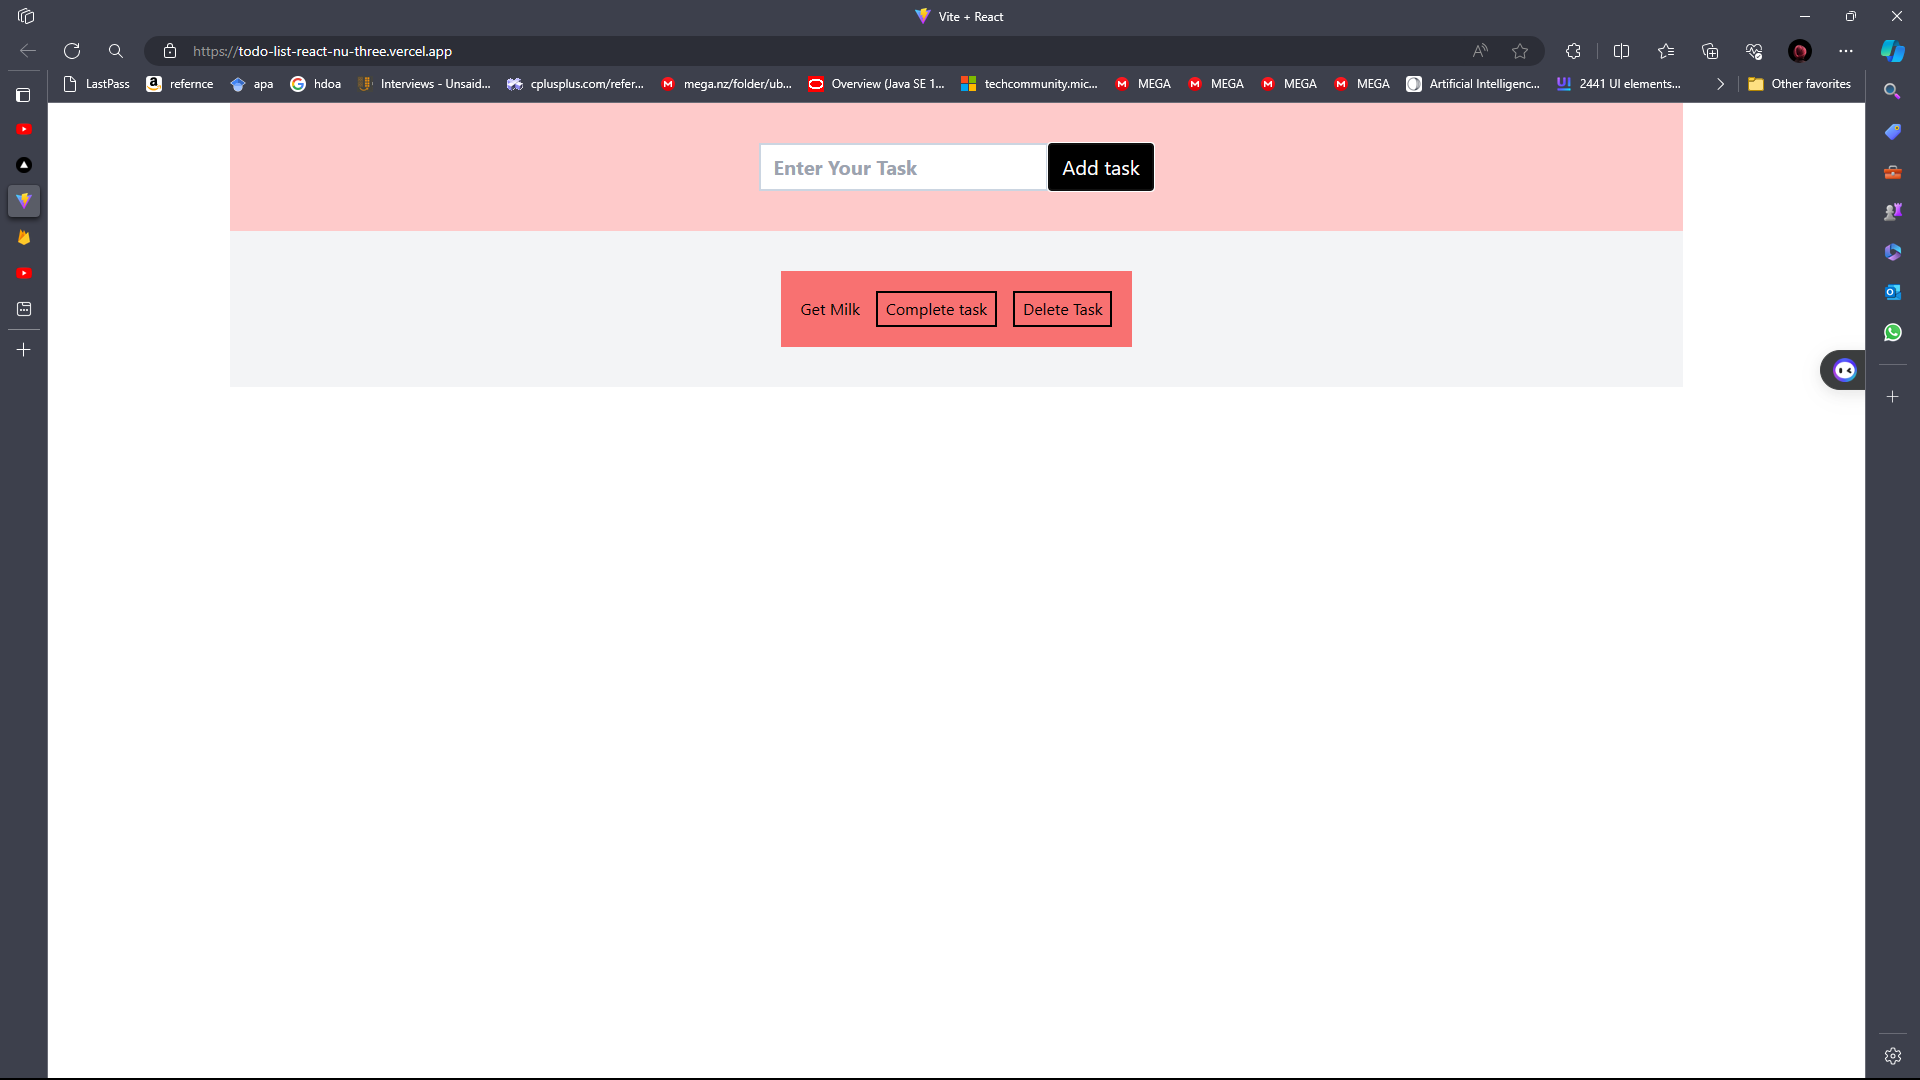 Vite + React
https://todo-list-react-nu-three.vercel.app
LastPass refernce apa hdoa Interviews - Unsaid... cplusplus.com/refer... mega.nz/folder/ub... Overview (Java SE 1... techcommunity.mic... MEGA MEGA MEGA MEGA Artificial Intelligenc... 2441 UI elements... Other favorites
Enter Your Task Add task
Get Milk Complete task Delete Task